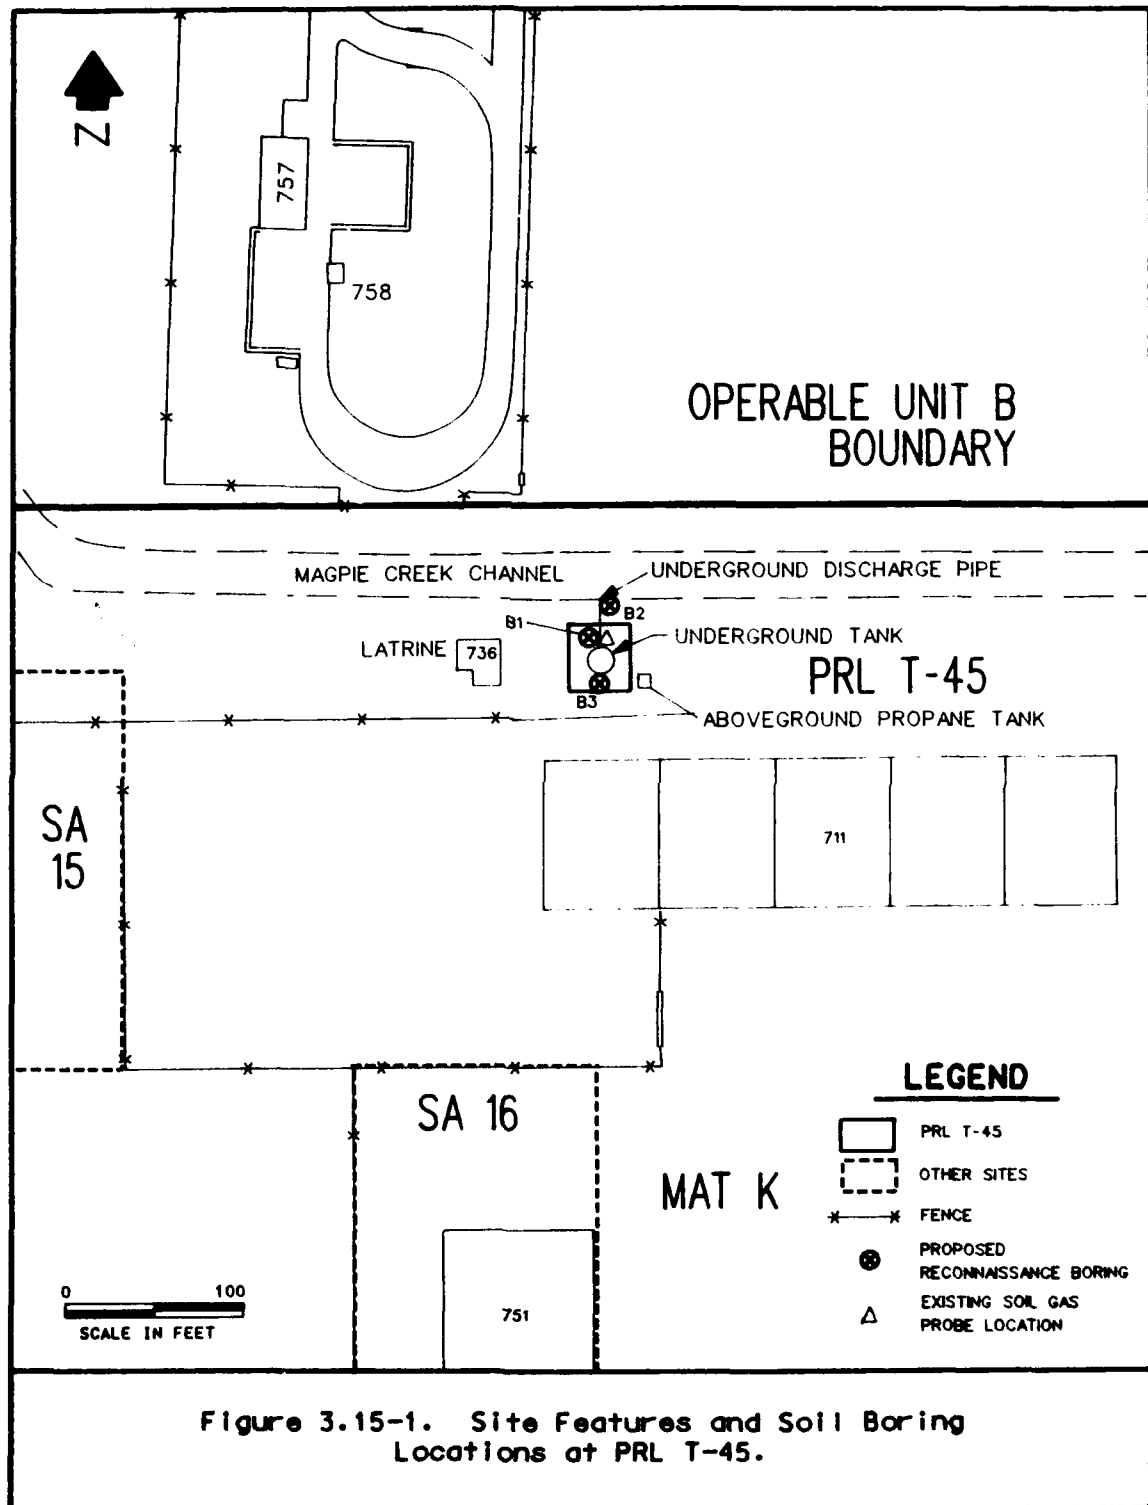 N
757
758
OPERABLE UNIT B
BOUNDARY
MAGPIE CREEK CHANNEL
UNDERGROUND DISCHARGE PIPE
B2
B1
UNDERGROUND TANK
LATRINE
736
PRL T-45
B3
ABOVEGROUND PROPANE TANK
SA
15
711
LEGEND
SA 16
PRL T-45
OTHER SITES
MAT K
FENCE
PROPOSED
RECONNAISSANCE BORING
EXISTING SOIL GAS
PROBE LOCATION
0 100
SCALE IN FEET
751
Figure 3.15-1. Site Features and Soil Boring
Locations at PRL T-45.